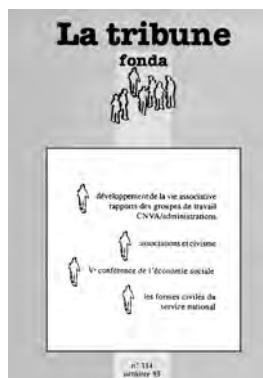 La tribune
fonda
développement de la vie associative
rapports des groupes de travail
CNVA/administrations
associations et civisme
Vᵉ conférence de l'économie sociale
les formes civiles du
service national
n° 114